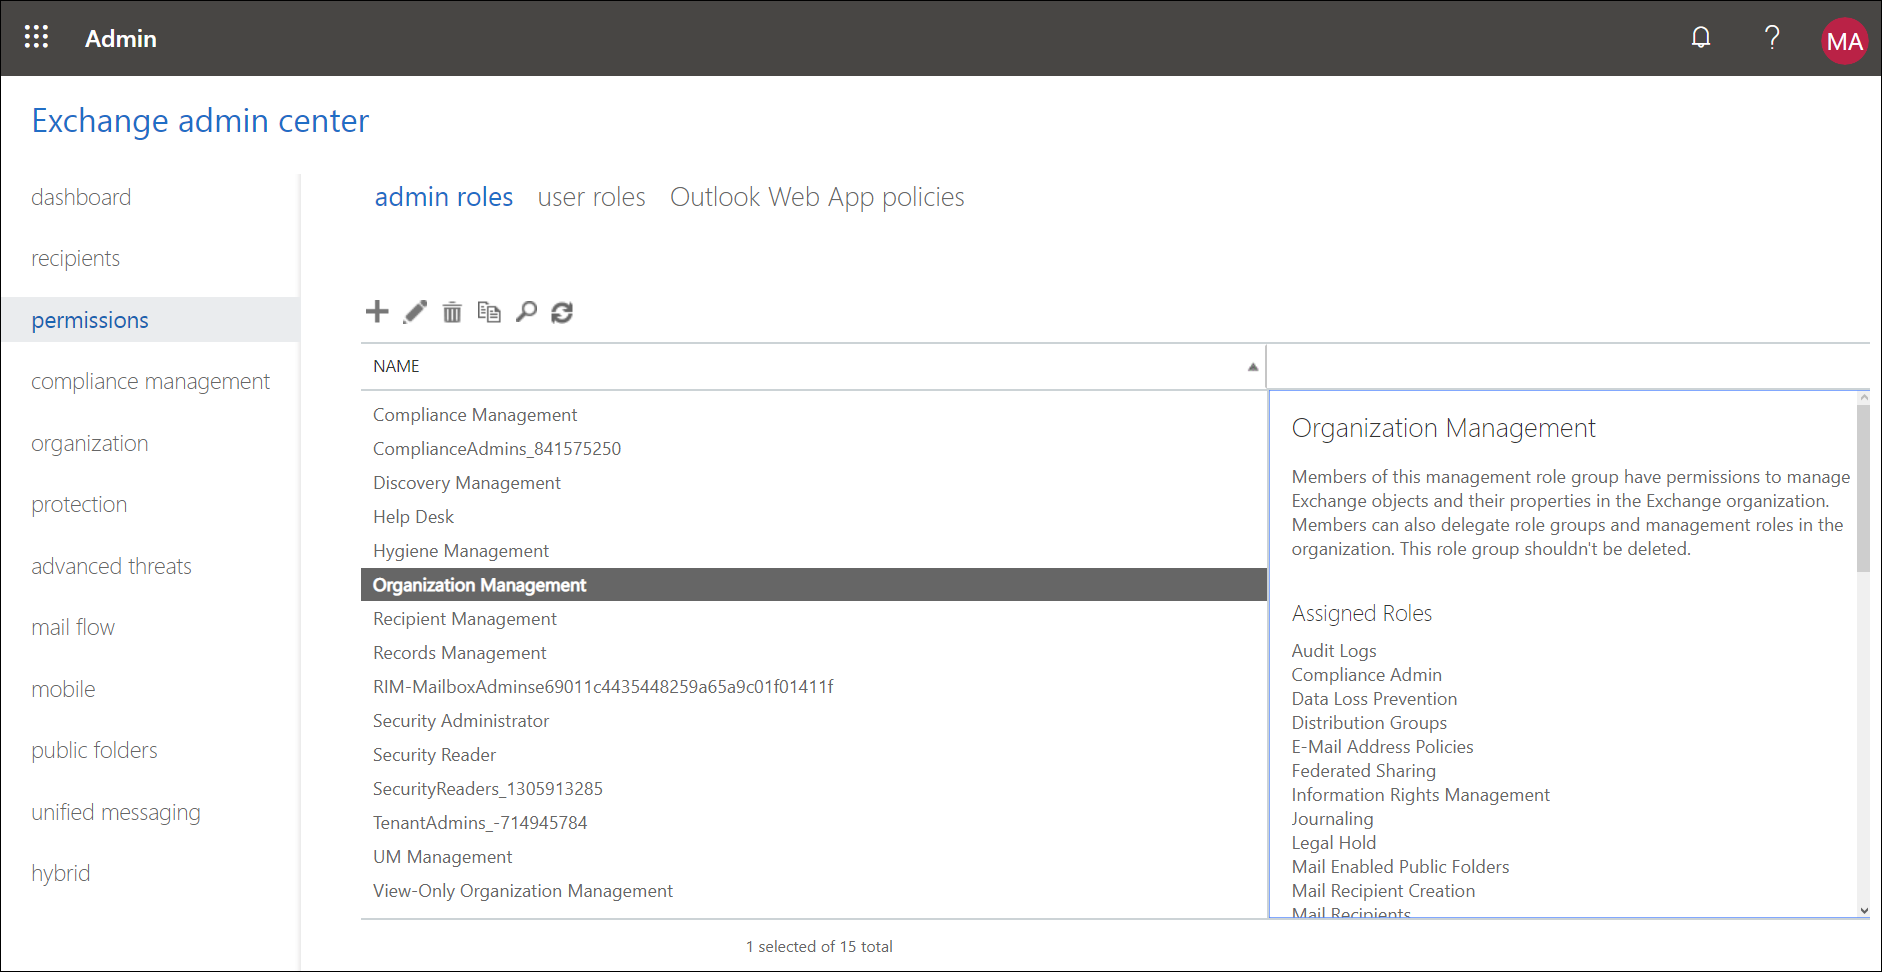 Admin
?
MA
Exchange admin center
dashboard
recipients
permissions
compliance management
organization
protection
advanced threats
mail flow
mobile
public folders
unified messaging
hybrid
admin roles user roles Outlook Web App policies
NAME
Compliance Management
ComplianceAdmins_841575250
Discovery Management
Help Desk
Hygiene Management
Organization Management
Recipient Management
Records Management
RIM-MailboxAdminse69011c4435448259a65a9c01f01411f
Security Administrator
Security Reader
SecurityReaders_1305913285
TenantAdmins_-714945784
UM Management
View-Only Organization Management
1 selected of 15 total
Organization Management
Members of this management role group have permissions to manage
Exchange objects and their properties in the Exchange organization.
Members can also delegate role groups and management roles in the
organization. This role group shouldn't be deleted.
Assigned Roles
Audit Logs
Compliance Admin
Data Loss Prevention
Distribution Groups
E-Mail Address Policies
Federated Sharing
Information Rights Management
Journaling
Legal Hold
Mail Enabled Public Folders
Mail Recipient Creation
Mail Recipients